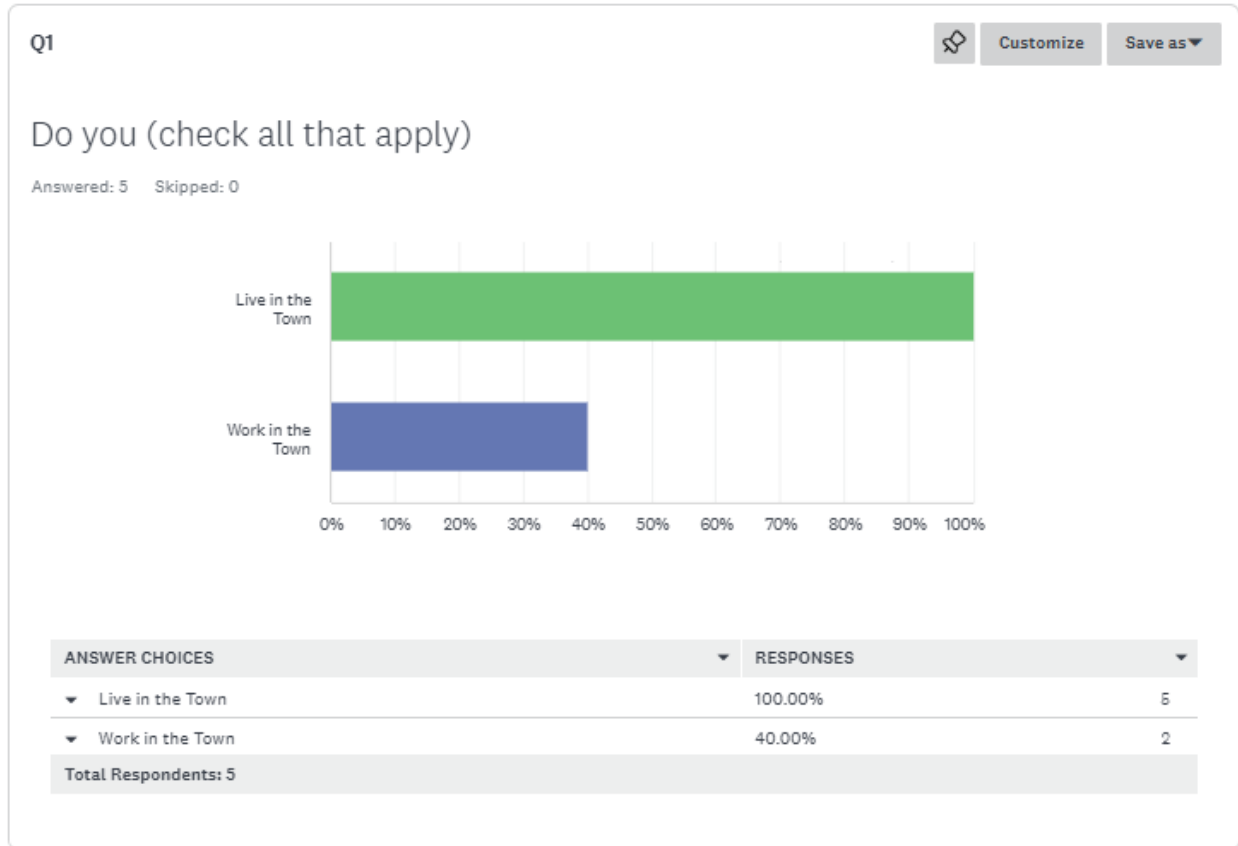 Q1
Customize
Save as
Do you (check all that apply)
Answered: 5 Skipped: 0
Live in the
Town
Work in the
Town
0% 10% 20% 30% 40% 50% 60% 70% 80% 90% 100%
ANSWER CHOICES RESPONSES
Live in the Town 100.00% 5
Work in the Town 40.00% 2
Total Respondents: 5